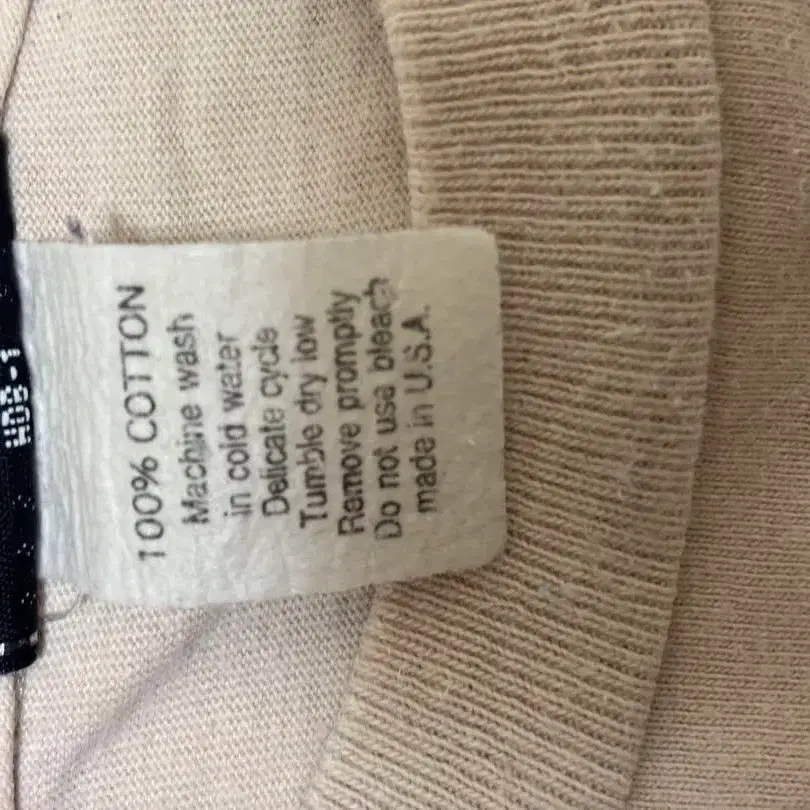 100% COTTON
Machine wash
in cold water
Delicate cycle
Tumble dry low
Remove promptly
Do not use bleach
made in U.S.A.